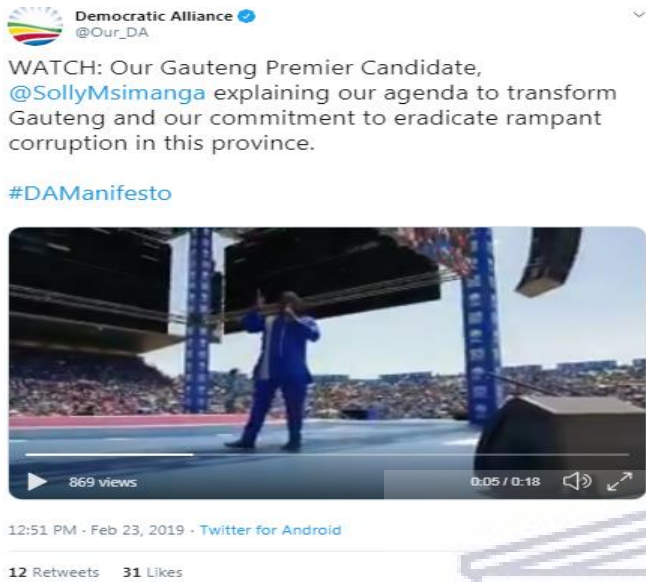 Democratic Alliance
@Our_DA
WATCH: Our Gauteng Premier Candidate,
@SollyMsimanga explaining our agenda to transform
Gauteng and our commitment to eradicate rampant
corruption in this province.
#DAManifesto
869 views
0:05 / 0:18
12:51 PM · Feb 23, 2019 · Twitter for Android
12 Retweets 31 Likes